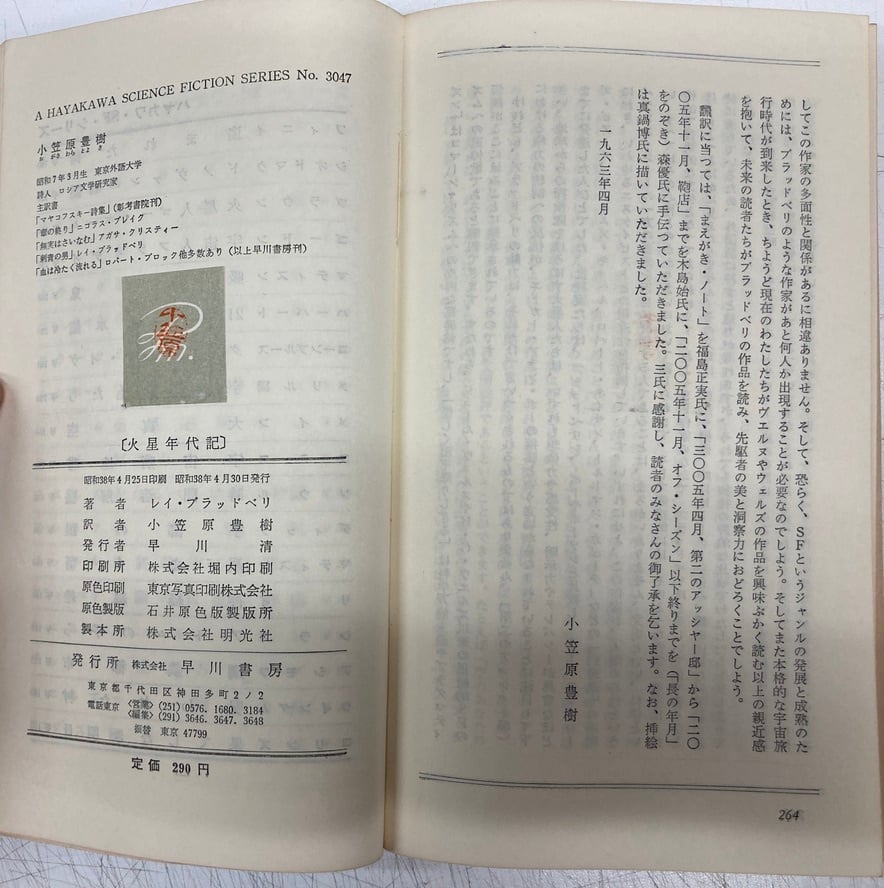 してこの作家の多面性と関係があるに相違ありません。そして、恐らく、SFというジャンルの発展と成熟のた
めには、ブラッドベリのような作家があと何人か出現することが必要なのでしょう。そしてまた本格的な宇宙旅
行時代が到来したとき、ちょうど現在のわたしたちがヴェルヌやウェルズの作品を興味ぶかく読む以上の親近感
を抱いて、未来の読者たちがブラッドベリの作品を読み、先駆者の美と洞察力におどろくことでしょう。
飜訳に当つては、「まえがき・ノート」を福島正実氏に、「三〇〇五年四月、第二のアッシャー邸」から「二〇
〇五年十一月、鞄店」までを木島始氏に、「二〇〇五年十一月、オフ・シーズン」以下終りまでを(「長の年月」
をのぞき)森優氏に手伝つていただきました。三氏に感謝し、読者のみなさんの御了承を乞います。なお、挿絵
は真鍋博氏に描いていただきました。
一九六三年四月
小笠原豊樹
264
A HAYAKAWA SCIENCE FICTION SERIES No. 3047
小笠原豊樹
お がさ わら とよ き
昭和7年3月生 東京外語大学
詩人 ロシア文学研究家
主訳書
「マヤコフスキー詩集」(彰考書院刊)
「章の終り」ニコラス・ブレイク
「無実はさいなむ」アガサ・クリスティー
「刺青の男」レイ・ブラッドベリ
「血は冷たく流れる」ロバート・ブロック他多数あり(以上早川書房刊)
〔火星年代記〕
昭和38年4月25日印刷 昭和38年4月30日発行
著者 レイ・ブラッドベリ
訳者 小笠原豊樹
発行者 早川清
印刷所 株式会社堀内印刷
原色印刷 東京写真印刷株式会社
原色製版 石井原色版製版所
製本所 株式会社明光社
発行所 株式会社 早川書房
東京都千代田区神田多町2ノ2
電話東京 〈営業〉(251) 0576. 1680. 3184
〈編集〉(291) 3646. 3647. 3648
振替 東京 47799
定価 290円